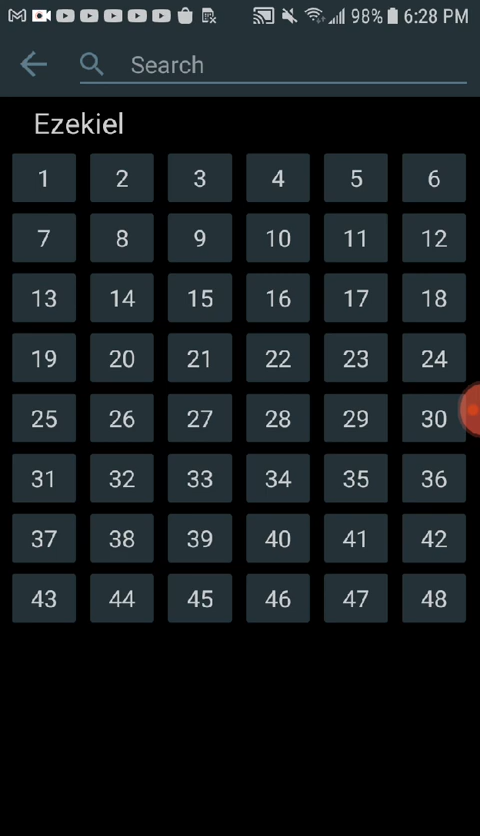 98% 6:28 PM
Search
Ezekiel
1 2 3 4 5 6
7 8 9 10 11 12
13 14 15 16 17 18
19 20 21 22 23 24
25 26 27 28 29 30
31 32 33 34 35 36
37 38 39 40 41 42
43 44 45 46 47 48